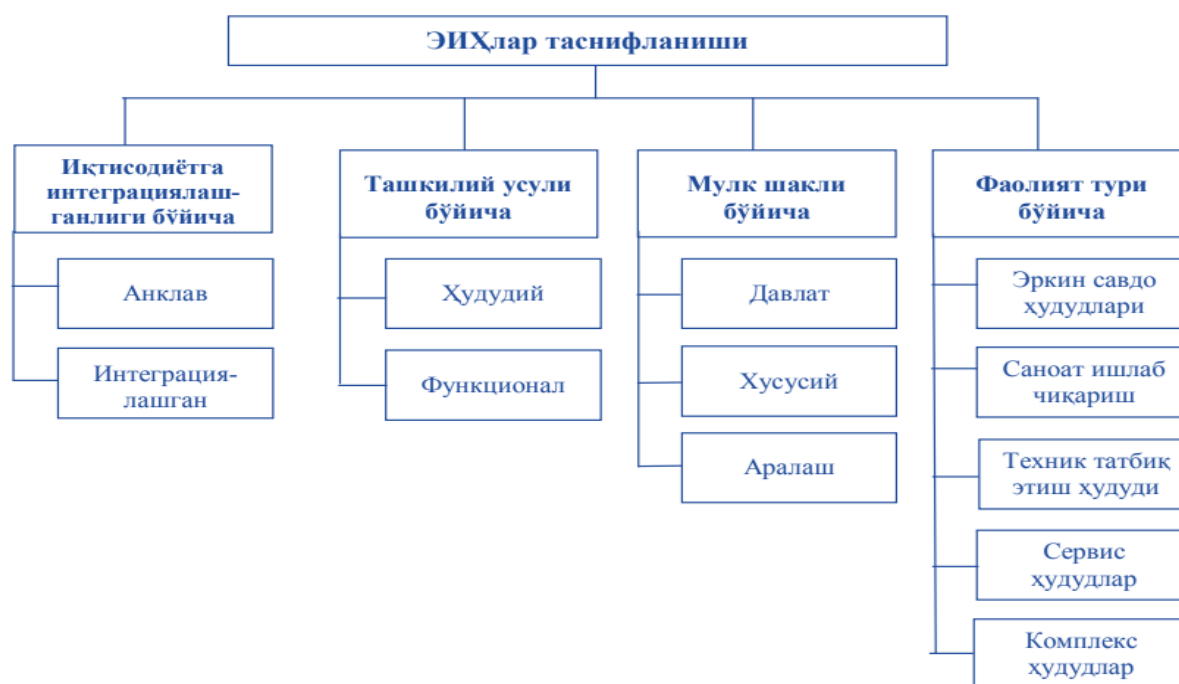 ЭИҲлар таснифланиши
Иқтисодиётга
интеграциялаш-
ганлиги бўйича
Анклав
Интеграция-
лашган
Ташкилий усули
бўйича
Ҳудудий
Функционал
Мулк шакли
бўйича
Давлат
Хусусий
Аралаш
Фаолият тури
бўйича
Эркин савдо
ҳудудлари
Саноат ишлаб
чиқариш
Техник татбиқ
этиш ҳудуди
Сервис
ҳудудлар
Комплекс
ҳудудлар